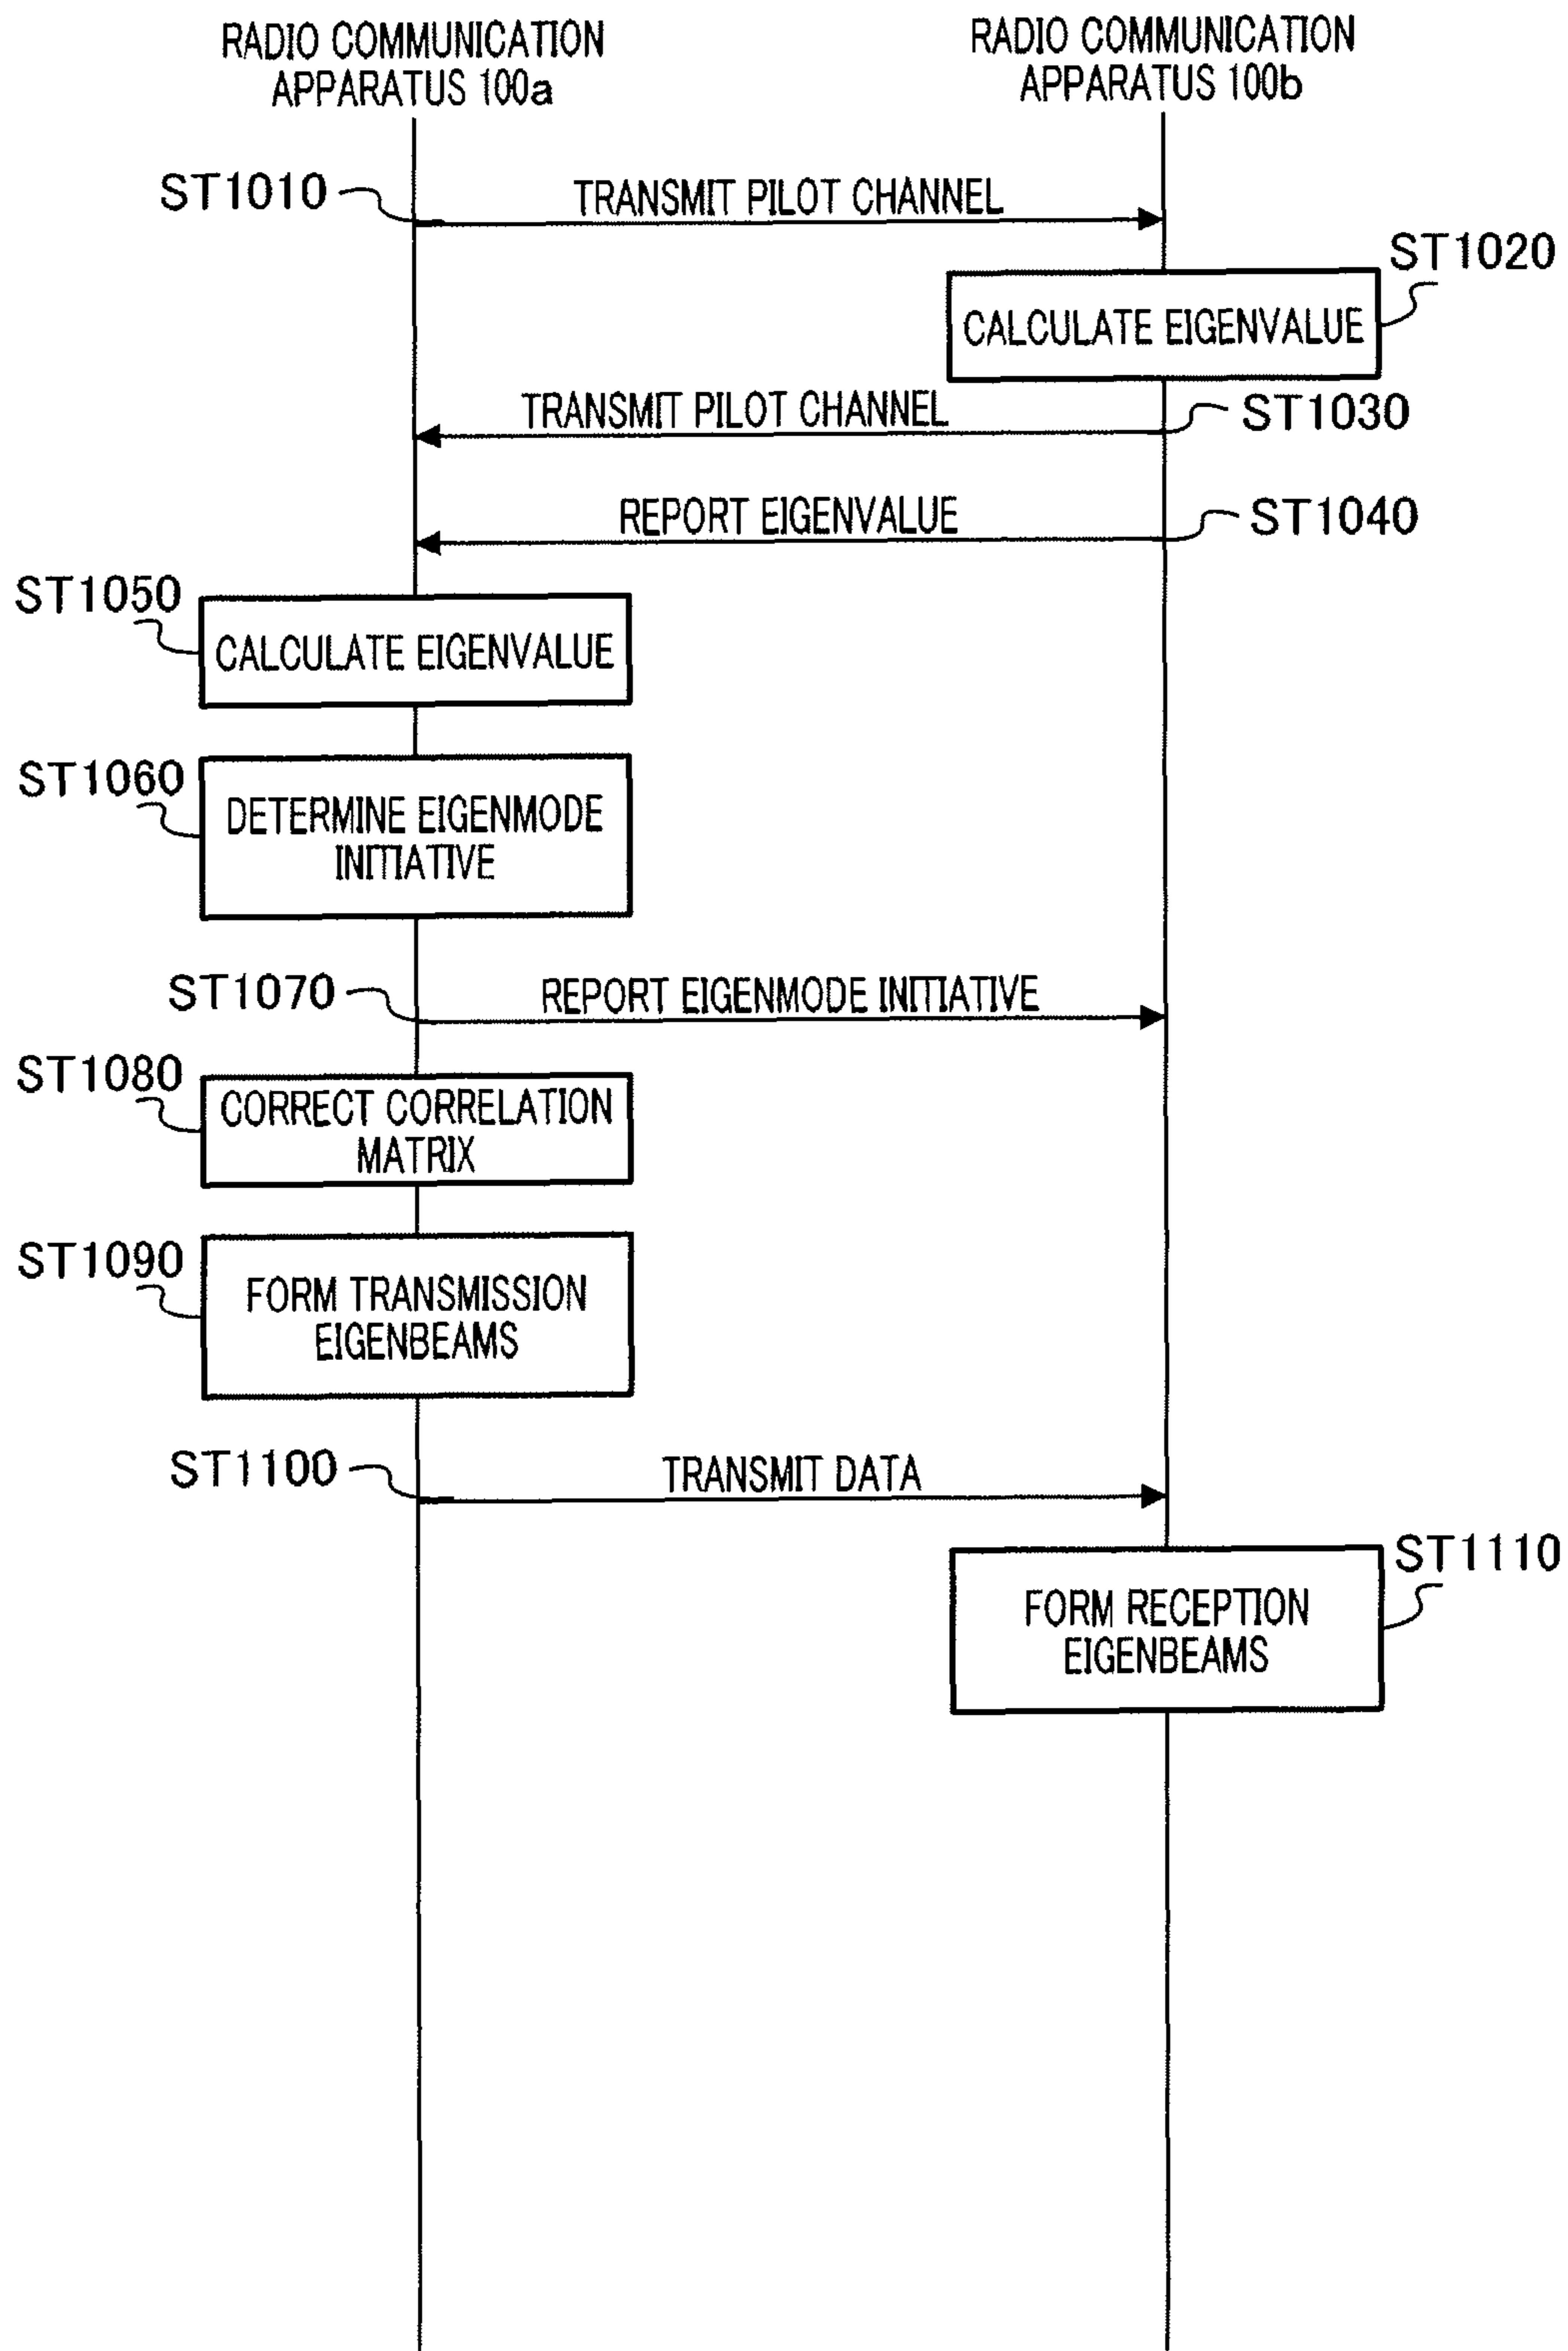 RADIO COMMUNICATION
APPARATUS 100a
RADIO COMMUNICATION
APPARATUS 100b
ST1010
TRANSMIT PILOT CHANNEL
ST1020
CALCULATE EIGENVALUE
TRANSMIT PILOT CHANNEL
ST1030
REPORT EIGENVALUE
ST1040
ST1050
CALCULATE EIGENVALUE
ST1060
DETERMINE EIGENMODE
INITIATIVE
ST1070
REPORT EIGENMODE INITIATIVE
ST1080
CORRECT CORRELATION
MATRIX
ST1090
FORM TRANSMISSION
EIGENBEAMS
ST1100
TRANSMIT DATA
ST1110
FORM RECEPTION
EIGENBEAMS